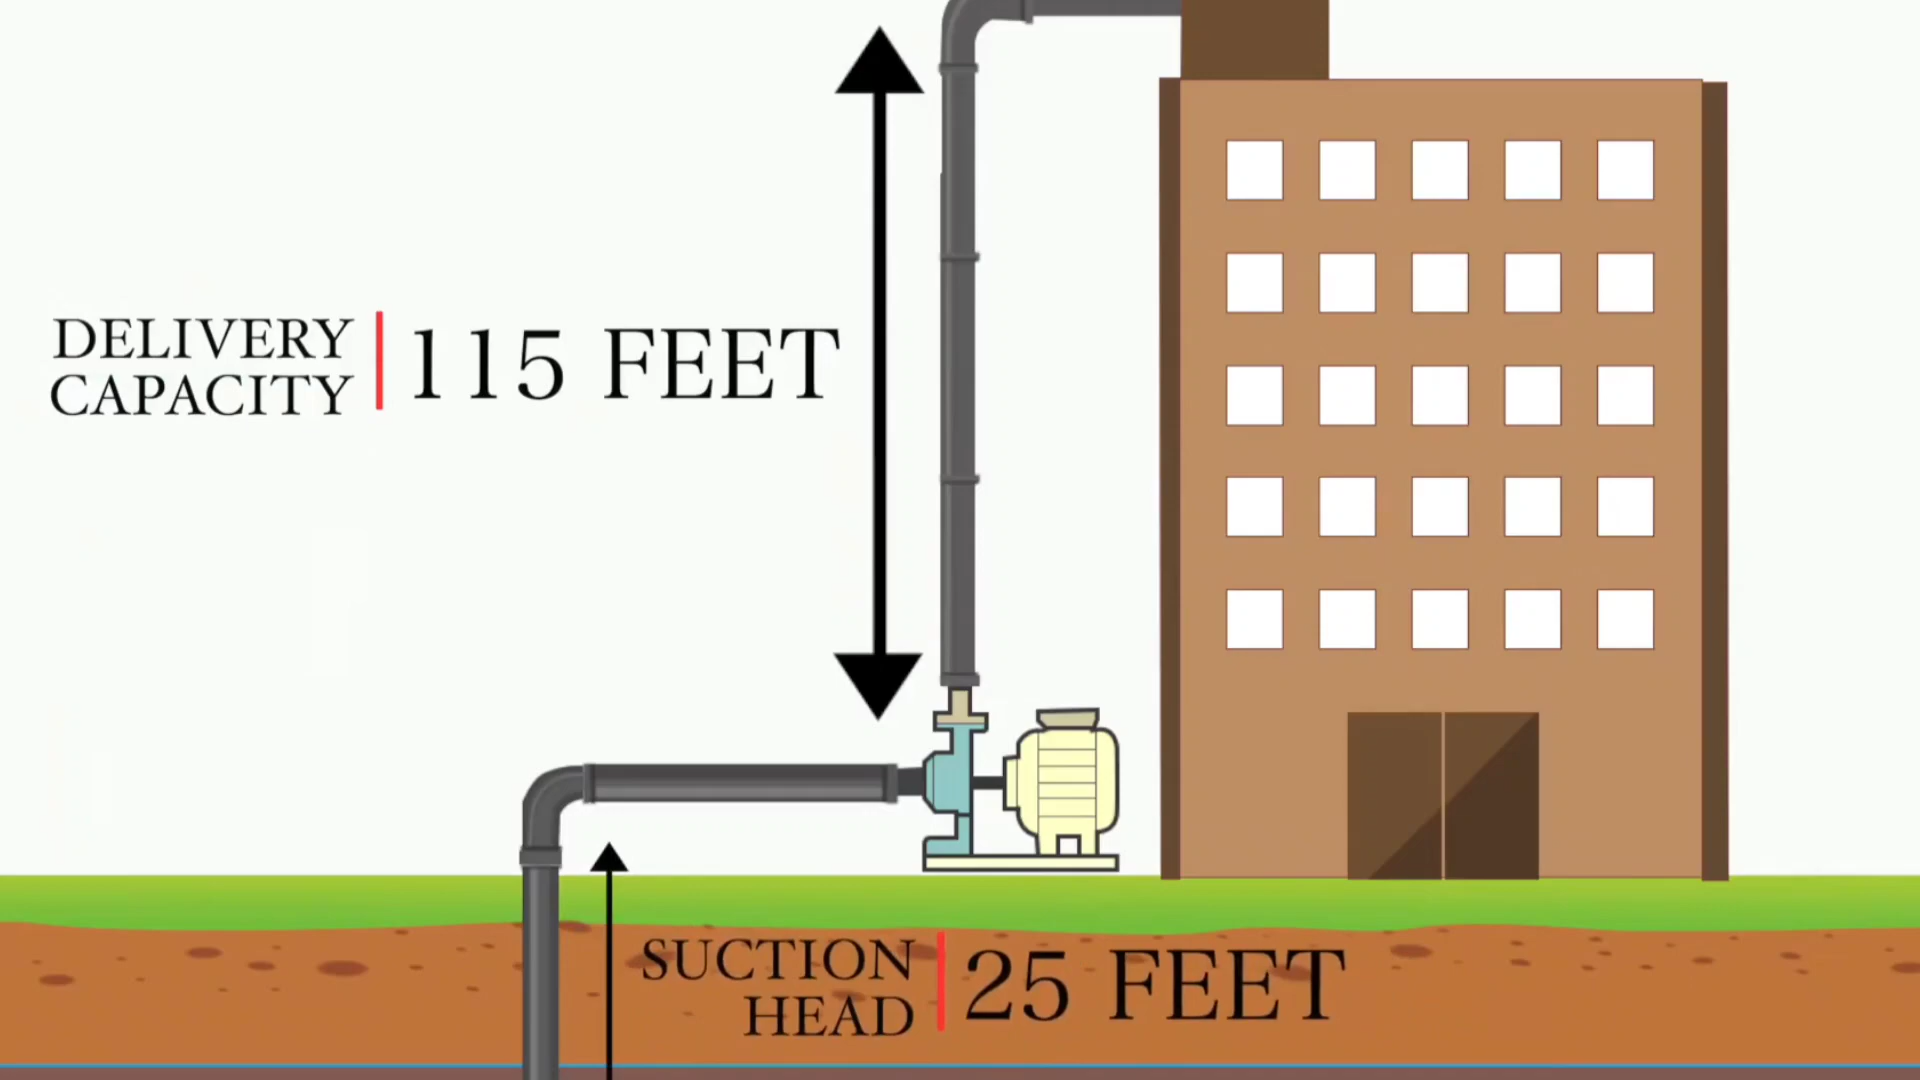 DELIVERY
CAPACITY
115 FEET
SUCTION
HEAD
25 FEET